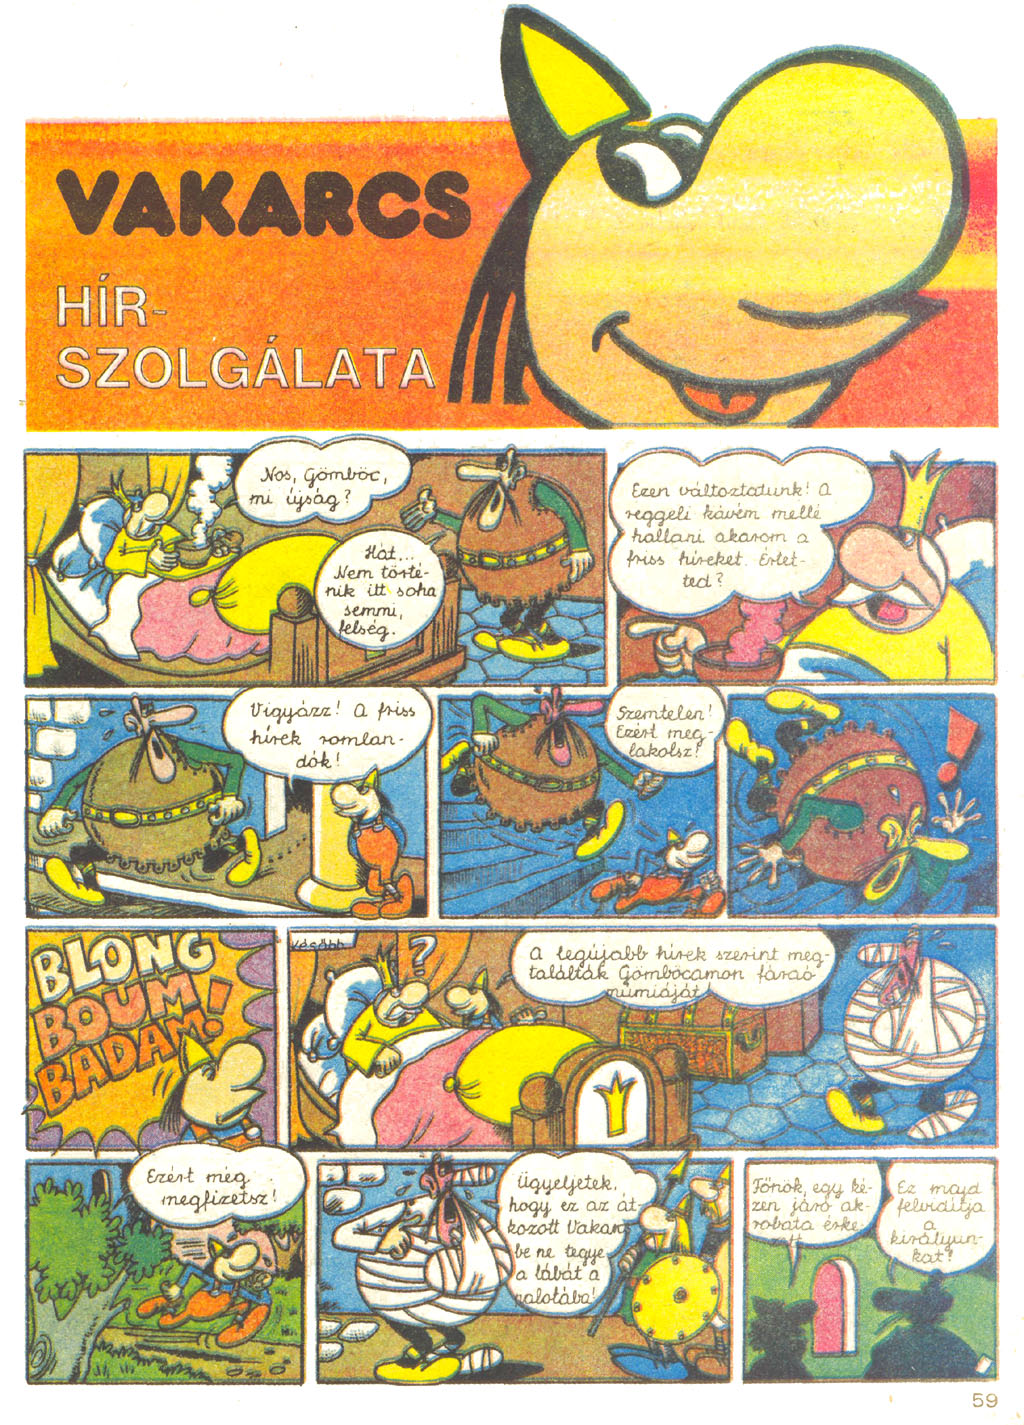 VAKARCS
HÍR-
SZOLGÁLATA
Nos, Gömböc,
mi újság?
Hát...
Nem törté-
nik itt soha
semmi,
felség.
Ezen változtatunk! A
reggeli kávém mellé
hallani akarom a
friss híreket. Értet-
ted?
Vigyázz! A friss
hírek romlan-
dók!
Szemtelen!
Ezért meg-
lakolsz!
BLONG
BOUM
BADAM!
később
?
A legújabb hírek szerint meg-
találták Gömböcamon fáraó
múmiáját!
Ezért még
megfizetsz!
Ügyeljetek,
hogy ez az át-
kozott Vakarcs
be ne tegye
a lábát a
palotába!
Főnök, egy ké-
zen járó ak-
robata érke-
zett
Ez majd
felvidítja
a
királyun-
kat!
59